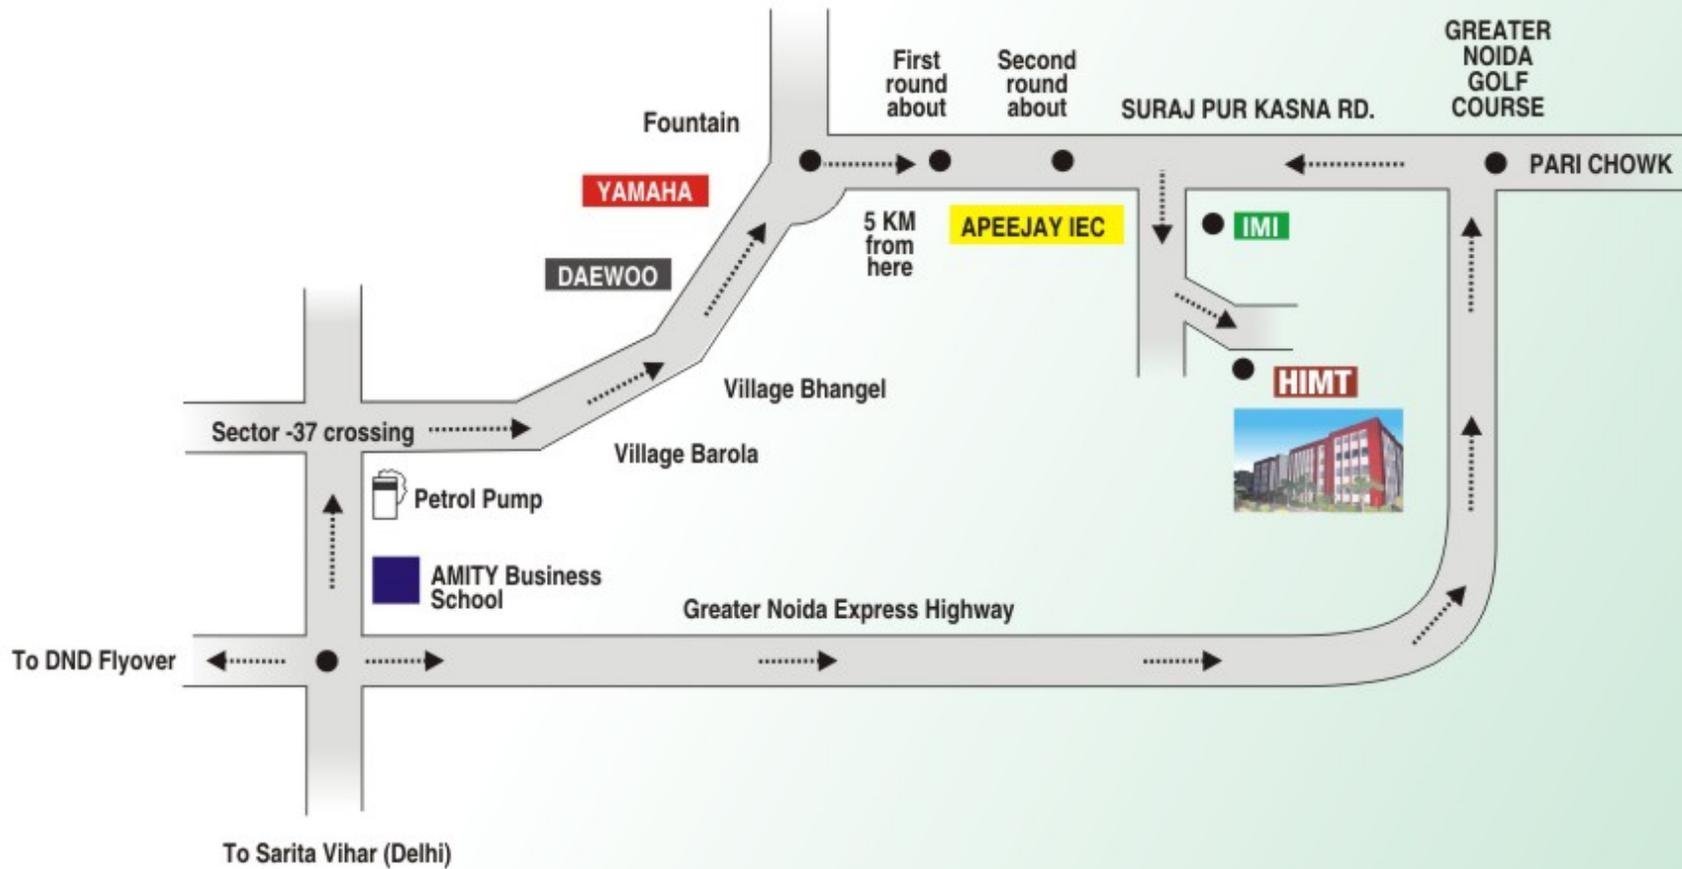 GREATER
NOIDA
GOLF
COURSE
First
round
about
Second
round
about
SURAJ PUR KASNA RD.
Fountain
PARI CHOWK
YAMAHA
5 KM
from
here
APEEJAY IEC
IMI
DAEWOO
HIMT
Village Bhangel
Sector -37 crossing
Village Barola
Petrol Pump
AMITY Business
School
Greater Noida Express Highway
To DND Flyover
To Sarita Vihar (Delhi)